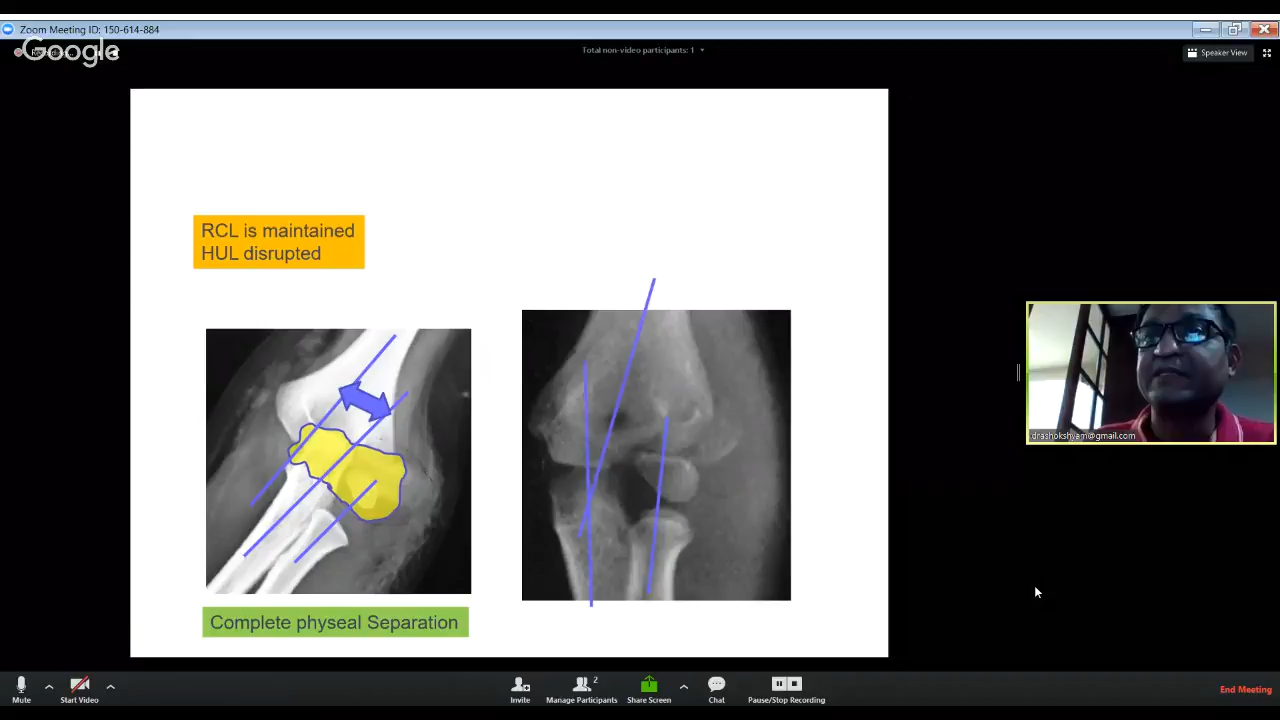 Zoom Meeting ID: 150-614-884
Google
Total non-video participants: 1
Speaker View
RCL is maintained
HUL disrupted
drashokshyam@gmail.com
Complete physeal Separation
2
Mute
Start Video
Invite
Manage Participants
Share Screen
Chat
Pause/Stop Recording
End Meeting